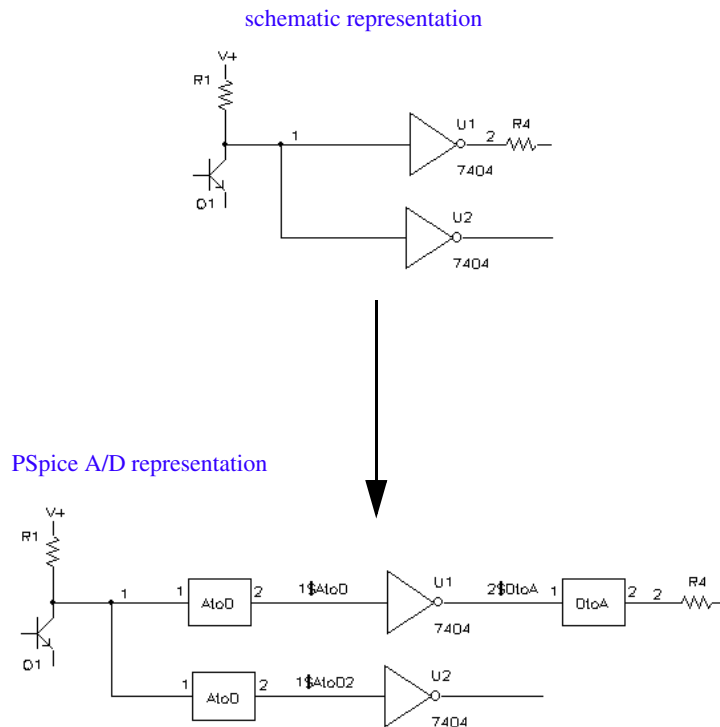 schematic representation
V+
R1
1
U1
2
R4
7404
Q1
U2
7404
PSpice A/D representation
V+
R1
1
1
AtoD
2
1$AtoD
U1
2$DtoA
1
DtoA
2
2
R4
7404
Q1
1
AtoD
2
1$AtoD2
U2
7404